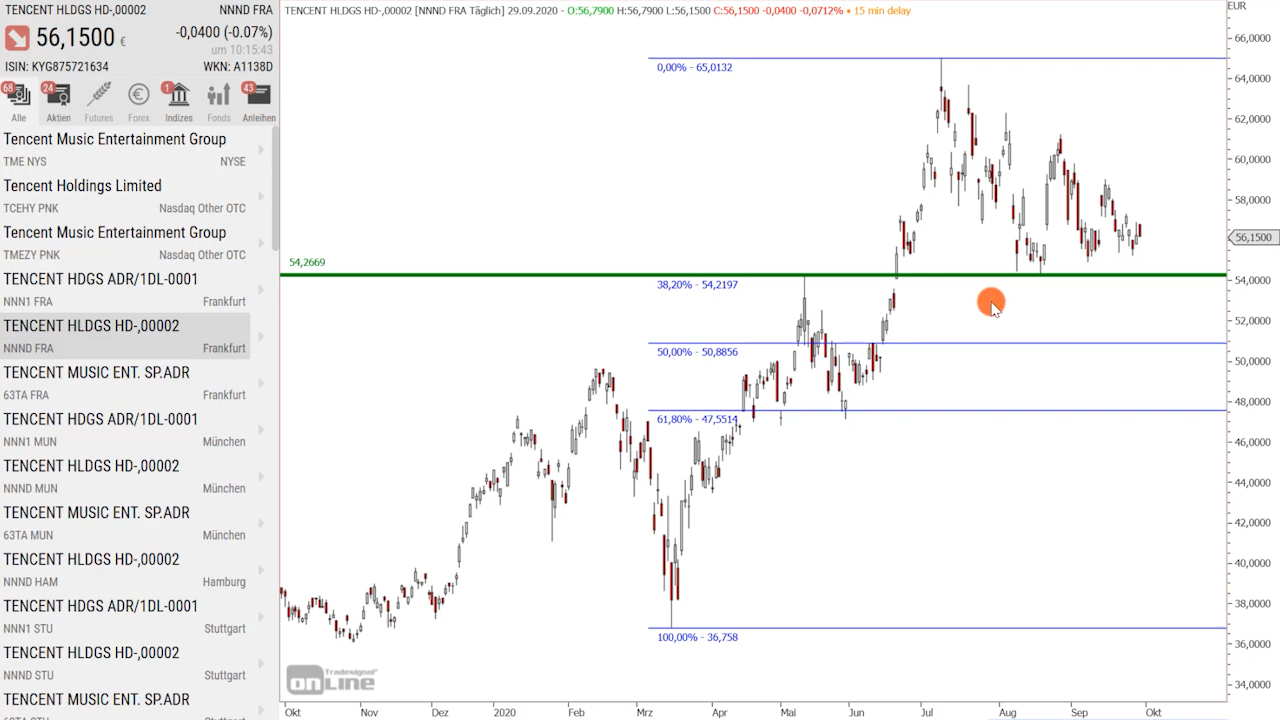 TENCENT HLDGS HD-,00002 NNND FRA
56,1500 € -0,0400 (-0.07%)
um 10:15:43
ISIN: KYG875721634 WKN: A1138D
68 24 1 43
Alle Aktien Futures Forex Indizes Fonds Anleihen
Tencent Music Entertainment Group
TME NYS NYSE
Tencent Holdings Limited
TCEHY PNK Nasdaq Other OTC
Tencent Music Entertainment Group
TMEZY PNK Nasdaq Other OTC
TENCENT HDGS ADR/1DL-0001
NNN1 FRA Frankfurt
TENCENT HLDGS HD-,00002
NNND FRA Frankfurt
TENCENT MUSIC ENT. SP.ADR
63TA FRA Frankfurt
TENCENT HDGS ADR/1DL-0001
NNN1 MUN München
TENCENT HLDGS HD-,00002
NNND MUN München
TENCENT MUSIC ENT. SP.ADR
63TA MUN München
TENCENT HLDGS HD-,00002
NNND HAM Hamburg
TENCENT HDGS ADR/1DL-0001
NNN1 STU Stuttgart
TENCENT HLDGS HD-,00002
NNND STU Stuttgart
TENCENT MUSIC ENT. SP.ADR
TENCENT HLDGS HD-,00002 [NNND FRA Täglich] 29.09.2020 - O:56,7900 H:56,7900 L:56,1500 C:56,1500 -0,0400 -0,0712% • 15 min delay
EUR
0,00% - 65,0132
54,2669
38,20% - 54,2197
50,00% - 50,8856
61,80% - 47,5514
100,00% - 36,758
66,0000
64,0000
62,0000
60,0000
58,0000
56,1500
54,0000
52,0000
50,0000
48,0000
46,0000
44,0000
42,0000
40,0000
38,0000
36,0000
34,0000
Tradesignal
onLine
Okt Nov Dez 2020 Feb Mrz Apr Mai Jun Jul Aug Sep Okt